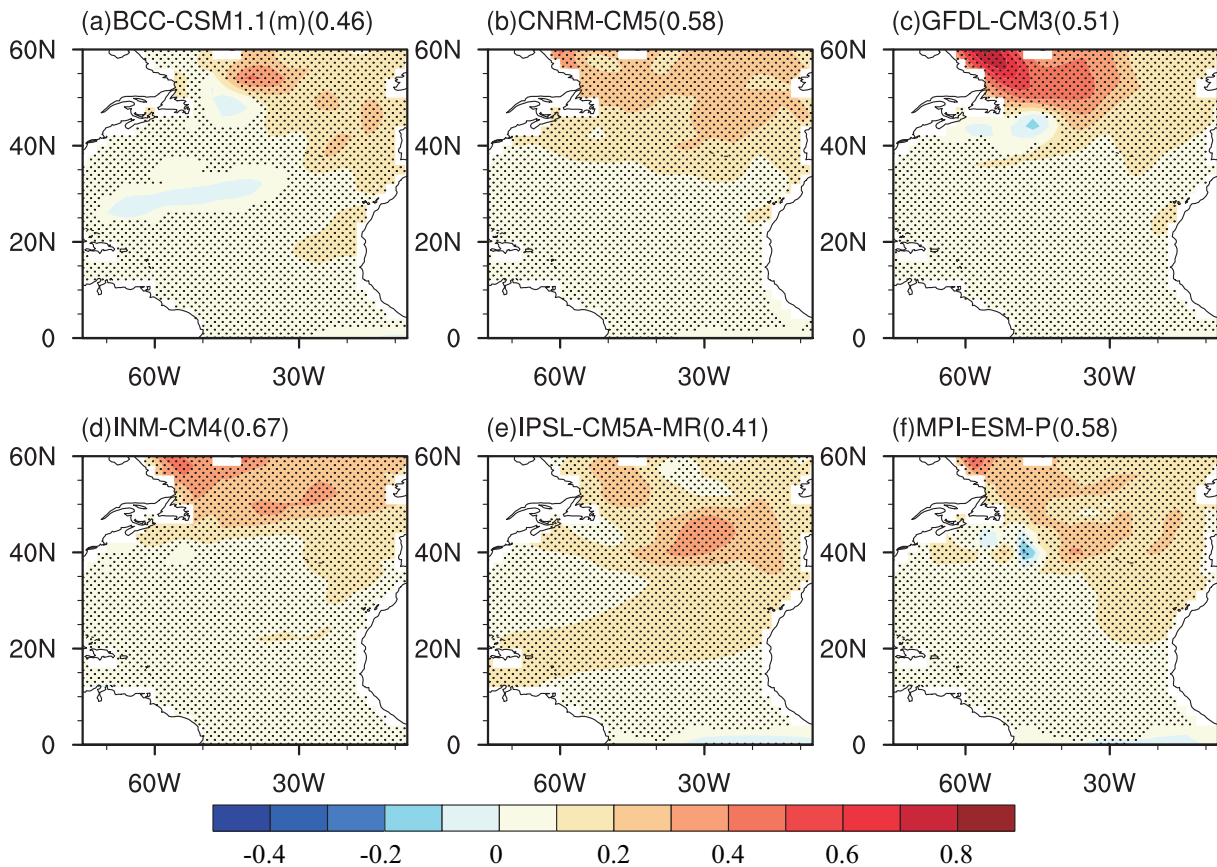 (a)BCC-CSM1.1(m)(0.46) (b)CNRM-CM5(0.58) (c)GFDL-CM3(0.51)
60N 60N 60N
40N 40N 40N
20N 20N 20N
0 0 0
60W 30W 60W 30W 60W 30W
(d)INM-CM4(0.67) (e)IPSL-CM5A-MR(0.41) (f)MPI-ESM-P(0.58)
60N 60N 60N
40N 40N 40N
20N 20N 20N
0 0 0
60W 30W 60W 30W 60W 30W
-0.4 -0.2 0 0.2 0.4 0.6 0.8